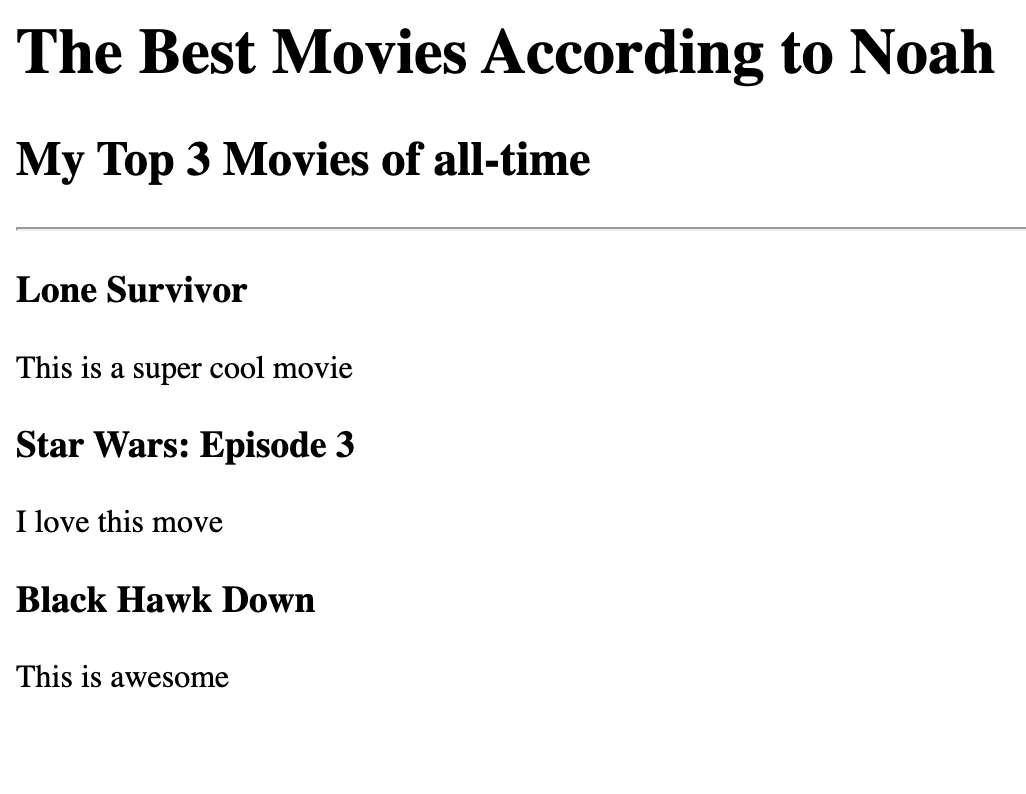 The Best Movies According to Noah
My Top 3 Movies of all-time
Lone Survivor
This is a super cool movie
Star Wars: Episode 3
I love this move
Black Hawk Down
This is awesome